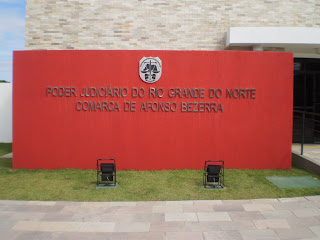 PODER JUDICIÁRIO DO RIO GRANDE DO NORTE
COMARCA DE AFONSO BEZERRA